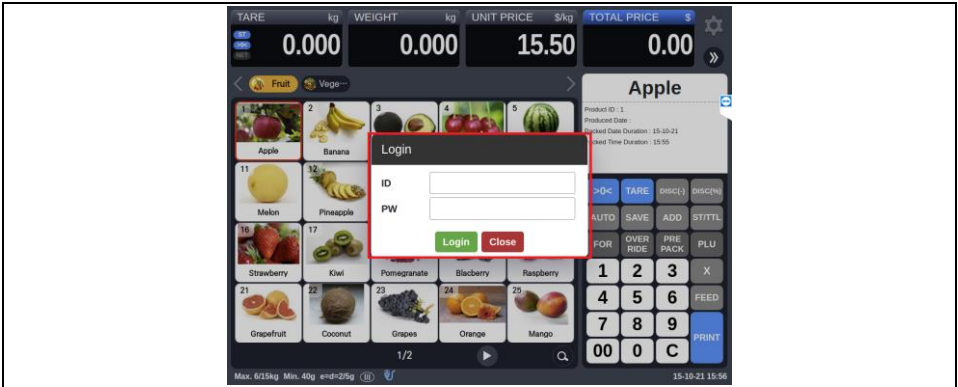 TARE kg WEIGHT kg UNIT PRICE $/kg TOTAL PRICE $
ST
>0<
NET
0.000 0.000 15.50 0.00
Fruit Vege···
Apple
Product ID : 1
Produced Date :
Packed Date Duration : 15-10-21
Packed Time Duration : 15:55
1 2 3 4 5
Apple Banana
Login
ID
PW
Login Close
11 12
Melon Pineapple
16 17
Strawberry Kiwi Pomegranate Blacberry Raspberry
21 22 23 24 25
Grapefruit Coconut Grapes Orange Mango
1/2
>0< TARE DISC(-) DISC(%)
AUTO SAVE ADD ST/TTL
FOR OVER RIDE PRE PACK PLU
1 2 3 X
4 5 6 FEED
7 8 9 PRINT
00 0 C
Max. 6/15kg Min. 40g e=d=2/5g 15-10-21 15:56